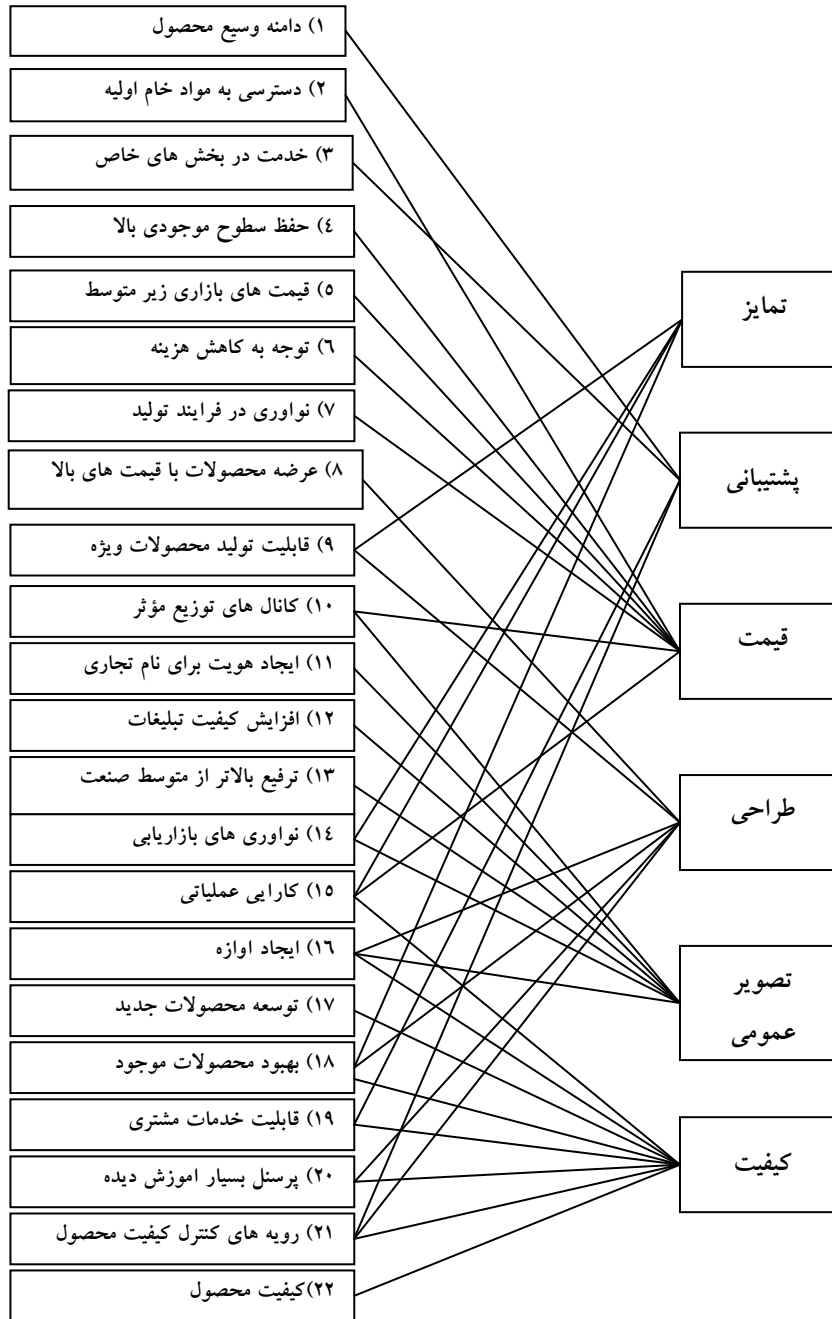 ۱) دامنه وسیع محصول
۲) دسترسی به مواد خام اولیه
۳) خدمت در بخش های خاص
٤) حفظ سطوح موجودی بالا
٥) قیمت های بازاری زیر متوسط
٦) توجه به کاهش هزینه
۷) نواوری در فرایند تولید
۸) عرضه محصولات با قیمت های بالا
۹) قابلیت تولید محصولات ویژه
۱۰) کانال های توزیع مؤثر
۱۱) ایجاد هویت برای نام تجاری
۱۲) افزایش کیفیت تبلیغات
۱۳) ترفیع بالاتر از متوسط صنعت
۱٤) نواوری های بازاریابی
۱٥) کارایی عملیاتی
۱٦) ایجاد اوازه
۱۷) توسعه محصولات جدید
۱۸) بهبود محصولات موجود
۱۹) قابلیت خدمات مشتری
۲۰) پرسنل بسیار اموزش دیده
۲۱) رویه های کنترل کیفیت محصول
۲۲)کیفیت محصول
تمایز
پشتیبانی
قیمت
طراحی
تصویر
عمومی
کیفیت